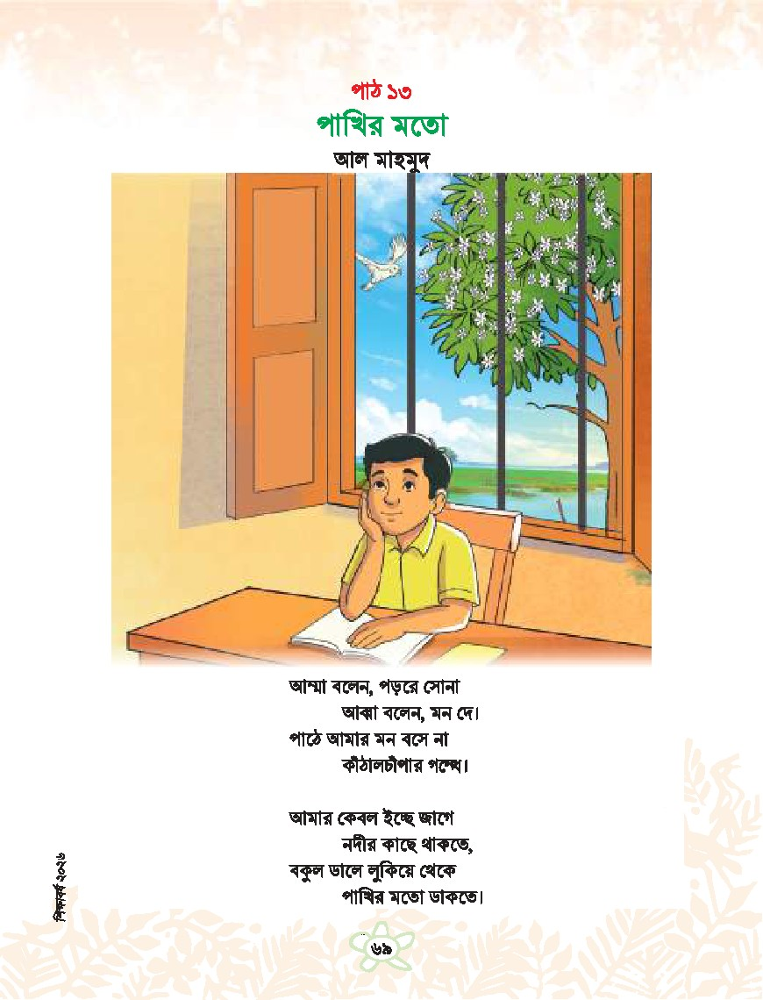 পাঠ ১৩
পাখির মতো
আল মাহমুদ
আম্মা বলেন, পড়রে সোনা
আব্বা বলেন, মন দে।
পাঠে আমার মন বসে না
কাঁঠালচাঁপার গন্ধে।
আমার কেবল ইচ্ছে জাগে
নদীর কাছে থাকতে,
বকুল ডালে লুকিয়ে থেকে
পাখির মতো ডাকতে।
শিক্ষাবর্ষ ২০২৬
৬৯